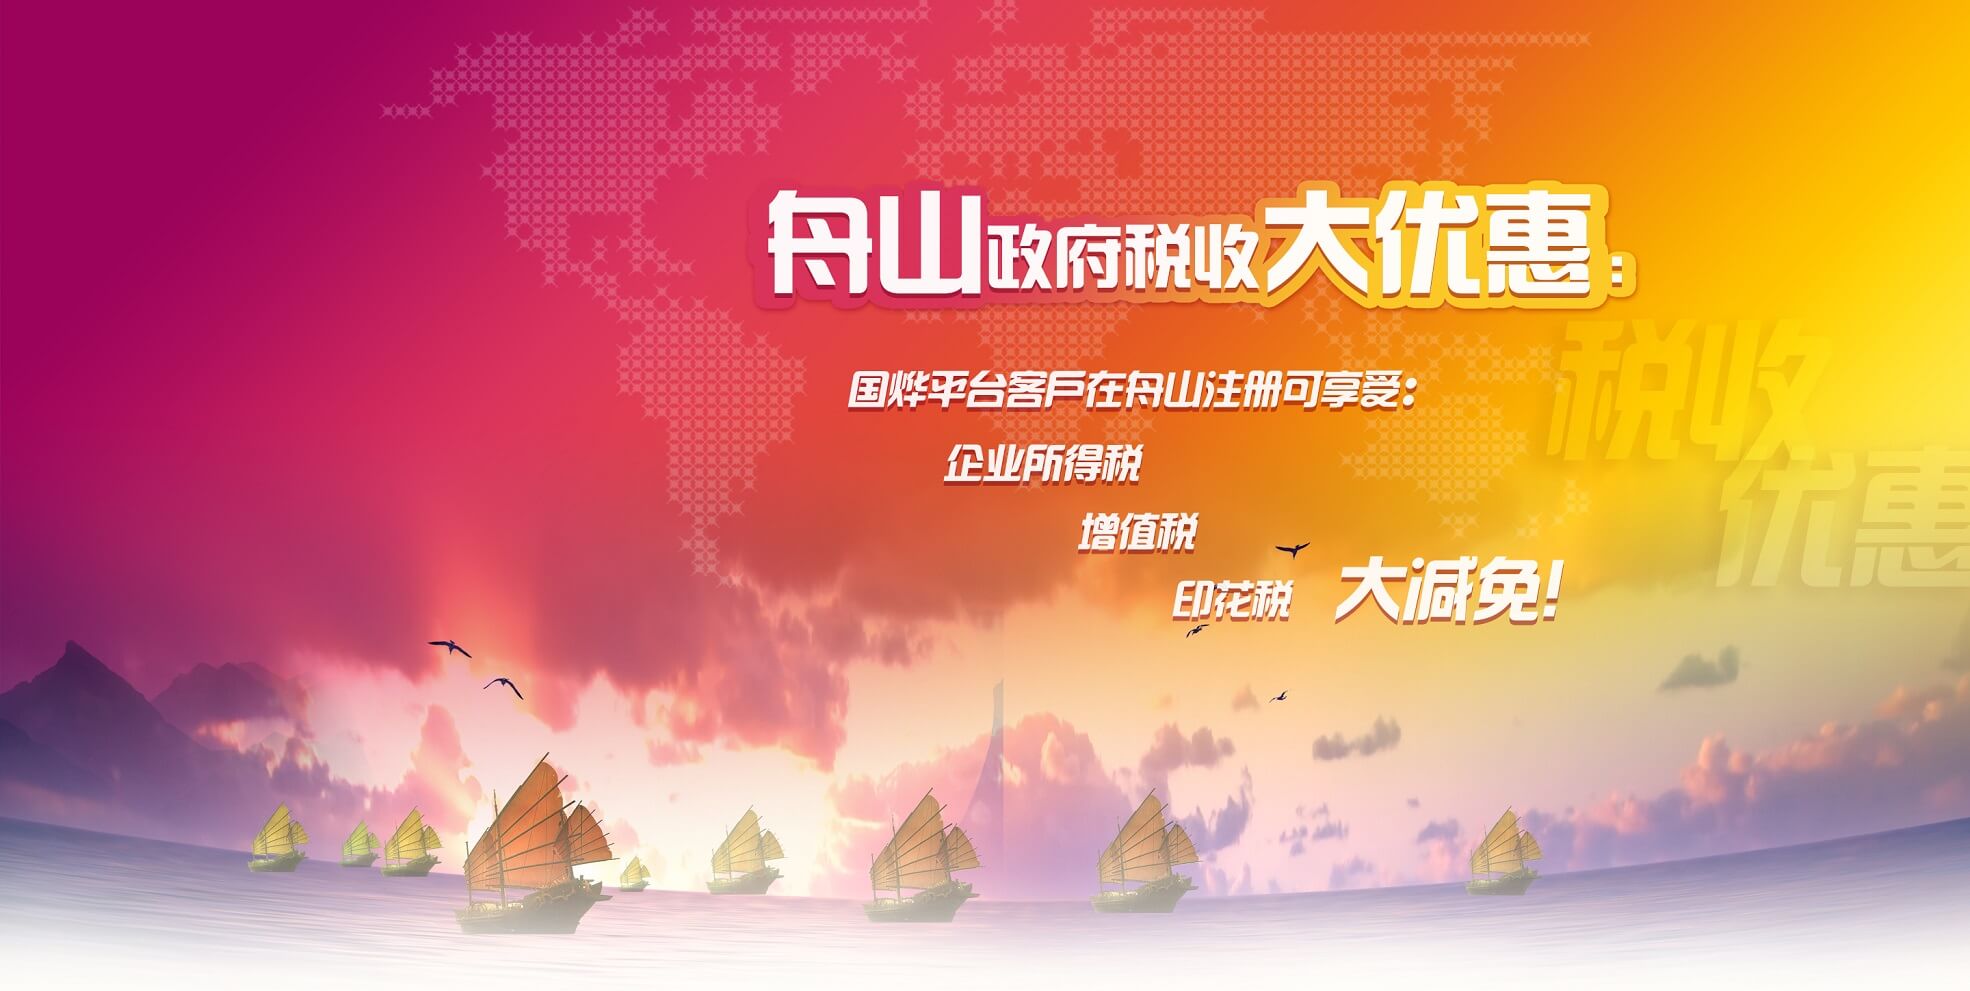 舟山政府税收大优惠:
国烨平台客戶在舟山注册可享受:
企业所得税
增值税
印花税 大减免!
税收
优惠